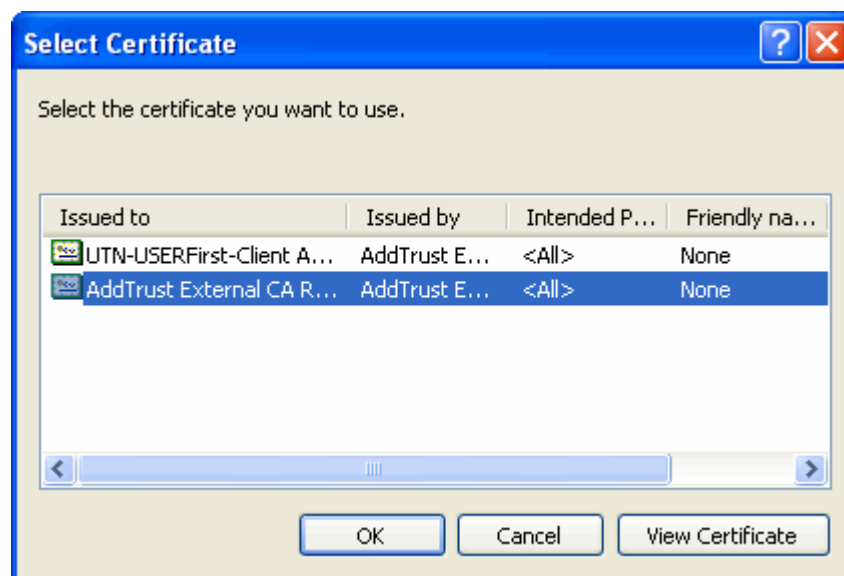 Select Certificate
Select the certificate you want to use.
Issued to Issued by Intended P... Friendly na...
UTN-USERFirst-Client A... AddTrust E... <All> None
AddTrust External CA R... AddTrust E... <All> None
OK Cancel View Certificate